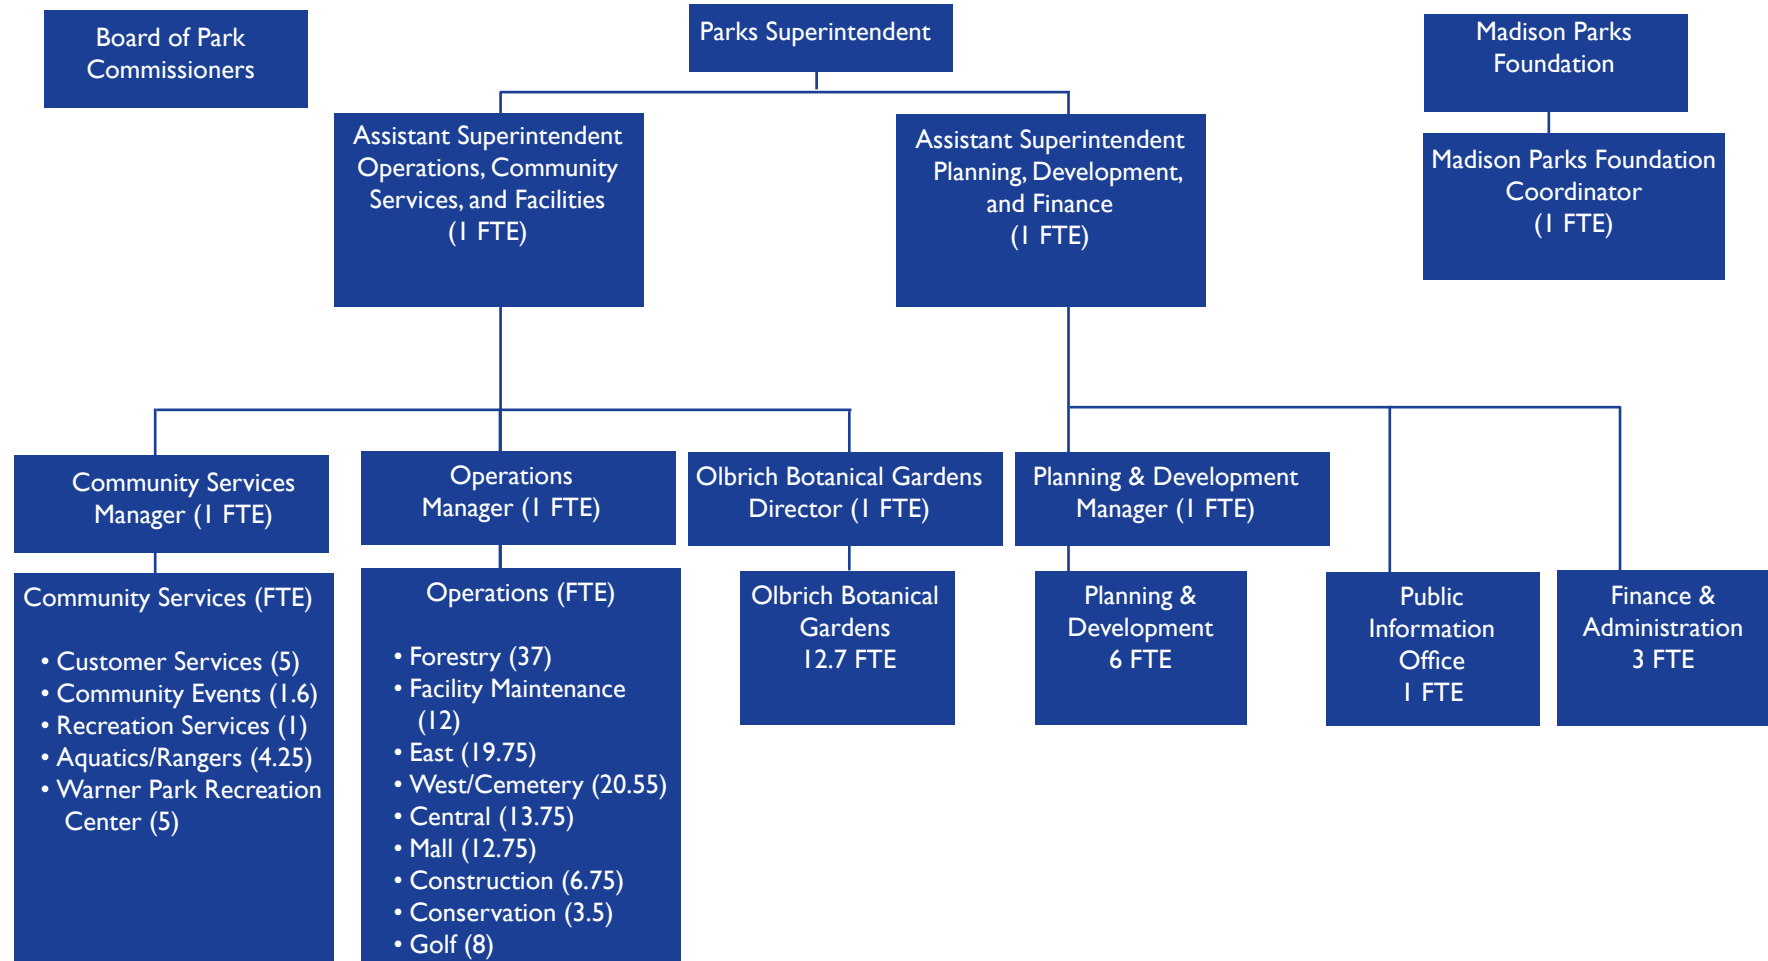 Board of Park
Commissioners
Parks Superintendent
Madison Parks
Foundation
Assistant Superintendent
Operations, Community
Services, and Facilities
(1 FTE)
Assistant Superintendent
Planning, Development,
and Finance
(1 FTE)
Madison Parks Foundation
Coordinator
(1 FTE)
Community Services
Manager (1 FTE)
Operations
Manager (1 FTE)
Olbrich Botanical Gardens
Director (1 FTE)
Planning & Development
Manager (1 FTE)
Community Services (FTE)
• Customer Services (5)
• Community Events (1.6)
• Recreation Services (1)
• Aquatics/Rangers (4.25)
• Warner Park Recreation
Center (5)
Operations (FTE)
• Forestry (37)
• Facility Maintenance
(12)
• East (19.75)
• West/Cemetery (20.55)
• Central (13.75)
• Mall (12.75)
• Construction (6.75)
• Conservation (3.5)
• Golf (8)
Olbrich Botanical
Gardens
12.7 FTE
Planning &
Development
6 FTE
Public
Information
Office
1 FTE
Finance &
Administration
3 FTE